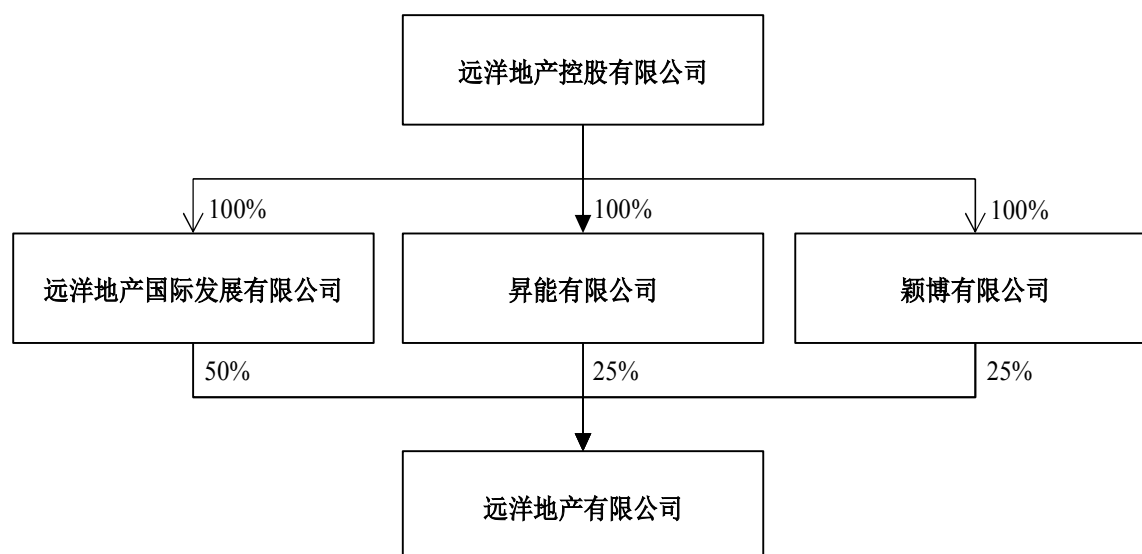 远洋地产控股有限公司
100%
100%
100%
远洋地产国际发展有限公司
昇能有限公司
颖博有限公司
50%
25%
25%
远洋地产有限公司